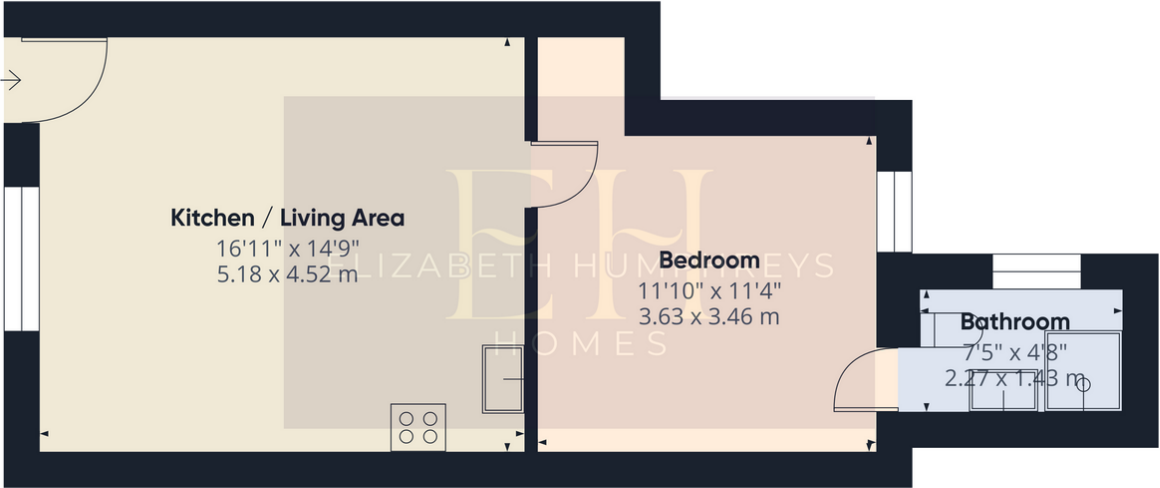 Kitchen / Living Area
16'11" x 14'9"
5.18 x 4.52 m
Bedroom
11'10" x 11'4"
3.63 x 3.46 m
Bathroom
7'5" x 4'8"
2.27 x 1.43 m
EH
ELIZABETH HUMPHREYS
HOMES